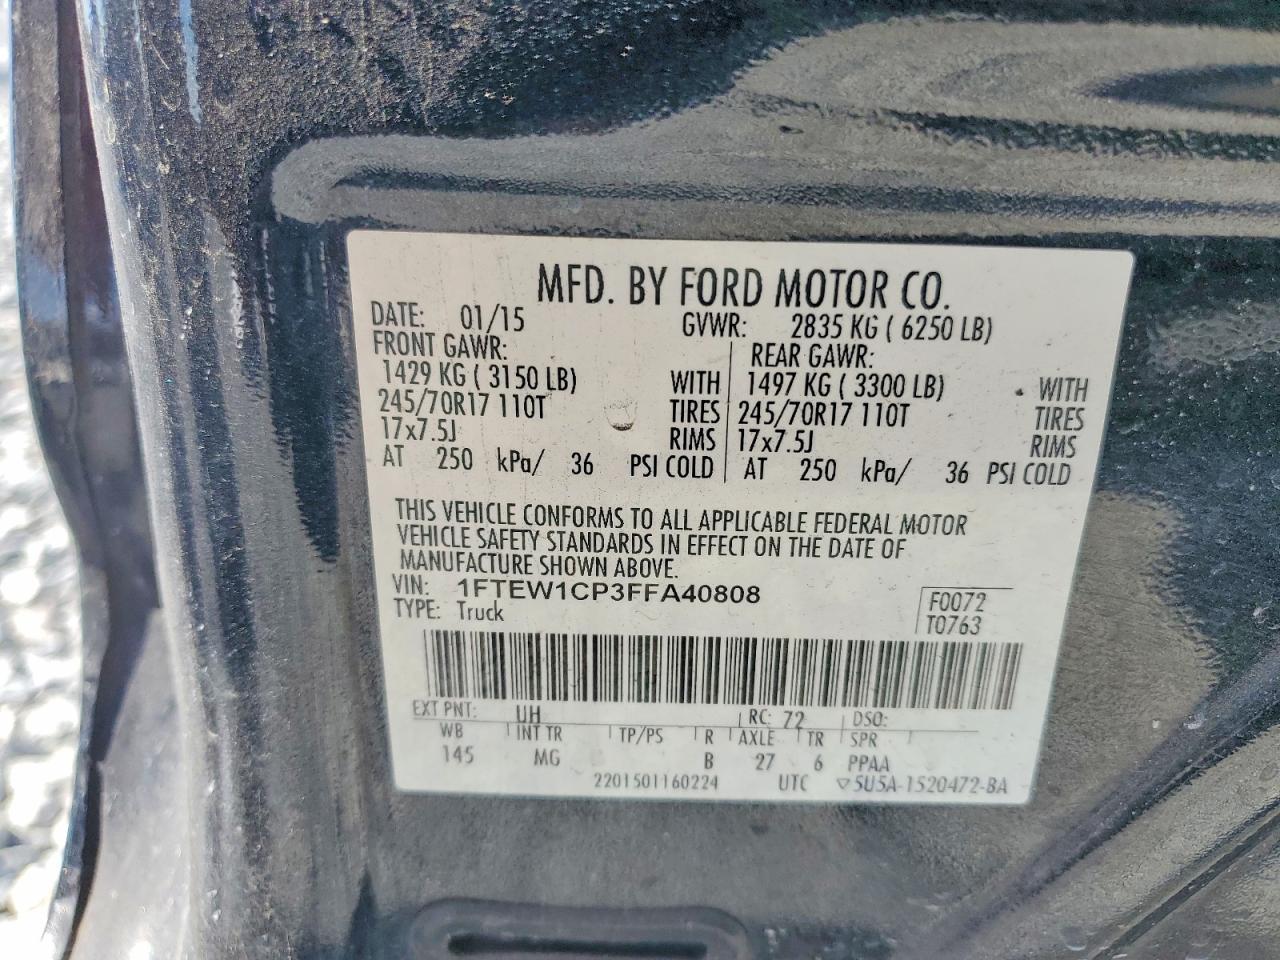 MFD. BY FORD MOTOR CO.
DATE: 01/15 GVWR: 2835 KG ( 6250 LB)
FRONT GAWR: REAR GAWR:
1429 KG ( 3150 LB) WITH 1497 KG ( 3300 LB) WITH
245/70R17 110T TIRES 245/70R17 110T TIRES
17x7.5J RIMS 17x7.5J RIMS
AT 250 kPa/ 36 PSI COLD AT 250 kPa/ 36 PSI COLD
THIS VEHICLE CONFORMS TO ALL APPLICABLE FEDERAL MOTOR
VEHICLE SAFETY STANDARDS IN EFFECT ON THE DATE OF
MANUFACTURE SHOWN ABOVE.
VIN: 1FTEW1CP3FFA40808 F0072
TYPE: Truck T0763
EXT PNT: UH RC: 72 DSO:
WB INT TR TP/PS R AXLE TR SPR
145 MG B 27 6 PPAA
2201501160224 UTC ▽5U5A-1520472-BA